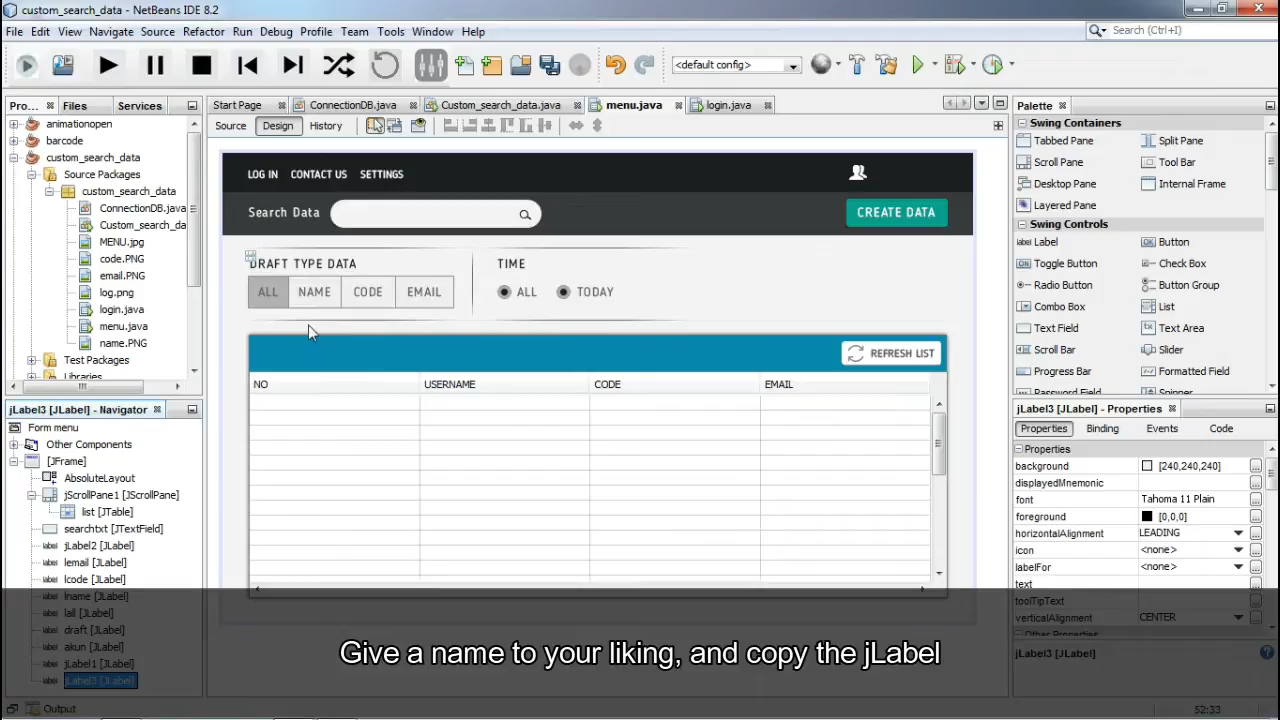 custom_search_data - NetBeans IDE 8.2
File Edit View Navigate Source Refactor Run Debug Profile Team Tools Window Help
Search (Ctrl+I)
<default config>
Pro... Files Services
Start Page ConnectionDB.java Custom_search_data.java menu.java login.java
Source Design History
animationopen
barcode
custom_search_data
Source Packages
custom_search_data
ConnectionDB.java
Custom_search_da
MENU.jpg
code.PNG
email.PNG
log.png
login.java
menu.java
name.PNG
Test Packages
Libraries
jLabel3 [JLabel] - Navigator
Form menu
Other Components
[JFrame]
AbsoluteLayout
jScrollPane1 [JScrollPane]
list [JTable]
searchtxt [JTextField]
jLabel2 [JLabel]
lemail [JLabel]
lcode [JLabel]
lname [JLabel]
lall [JLabel]
draft [JLabel]
akun [JLabel]
jLabel1 [JLabel]
jLabel3 [JLabel]
Output
LOG IN CONTACT US SETTINGS
Search Data
CREATE DATA
DRAFT TYPE DATA TIME
ALL NAME CODE EMAIL ALL TODAY
REFRESH LIST
NO USERNAME CODE EMAIL
Palette
Swing Containers
Tabbed Pane Split Pane
Scroll Pane Tool Bar
Desktop Pane Internal Frame
Layered Pane
Swing Controls
label Label Button
Toggle Button Check Box
Radio Button Button Group
Combo Box List
Text Field Text Area
Scroll Bar Slider
Progress Bar Formatted Field
Password Field Spinner
jLabel3 [JLabel] - Properties
Properties Binding Events Code
Properties
background [240,240,240]
displayedMnemonic
font Tahoma 11 Plain
foreground [0,0,0]
horizontalAlignment LEADING
icon <none>
labelFor <none>
text
toolTipText
verticalAlignment CENTER
Other Properties
jLabel3 [JLabel]
52:33
Give a name to your liking, and copy the jLabel